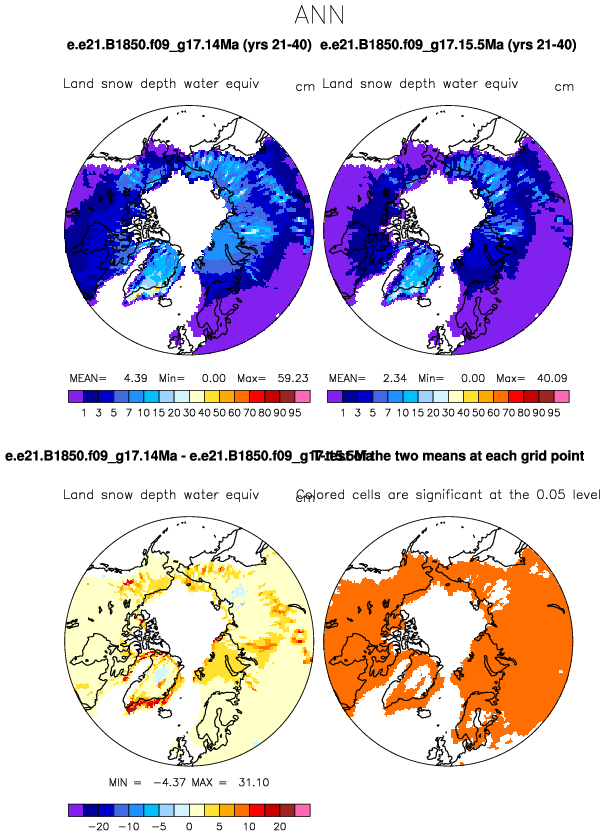 ANN
e.e21.B1850.f09_g17.14Ma (yrs 21-40) e.e21.B1850.f09_g17.15.5Ma (yrs 21-40)
Land snow depth water equiv cm Land snow depth water equiv cm
MEAN= 4.39 Min= 0.00 Max= 59.23 MEAN= 2.34 Min= 0.00 Max= 40.09
1 3 5 7 10 15 20 30 40 50 60 70 80 90 95 1 3 5 7 10 15 20 30 40 50 60 70 80 90 95
e.e21.B1850.f09_g17.14Ma - e.e21.B1850.f09_g17.15.5Ma T-test of the two means at each grid point
Land snow depth water equiv cm Colored cells are significant at the 0.05 level
MIN = -4.37 MAX = 31.10
-20 -10 -5 -2 0 2 5 10 20